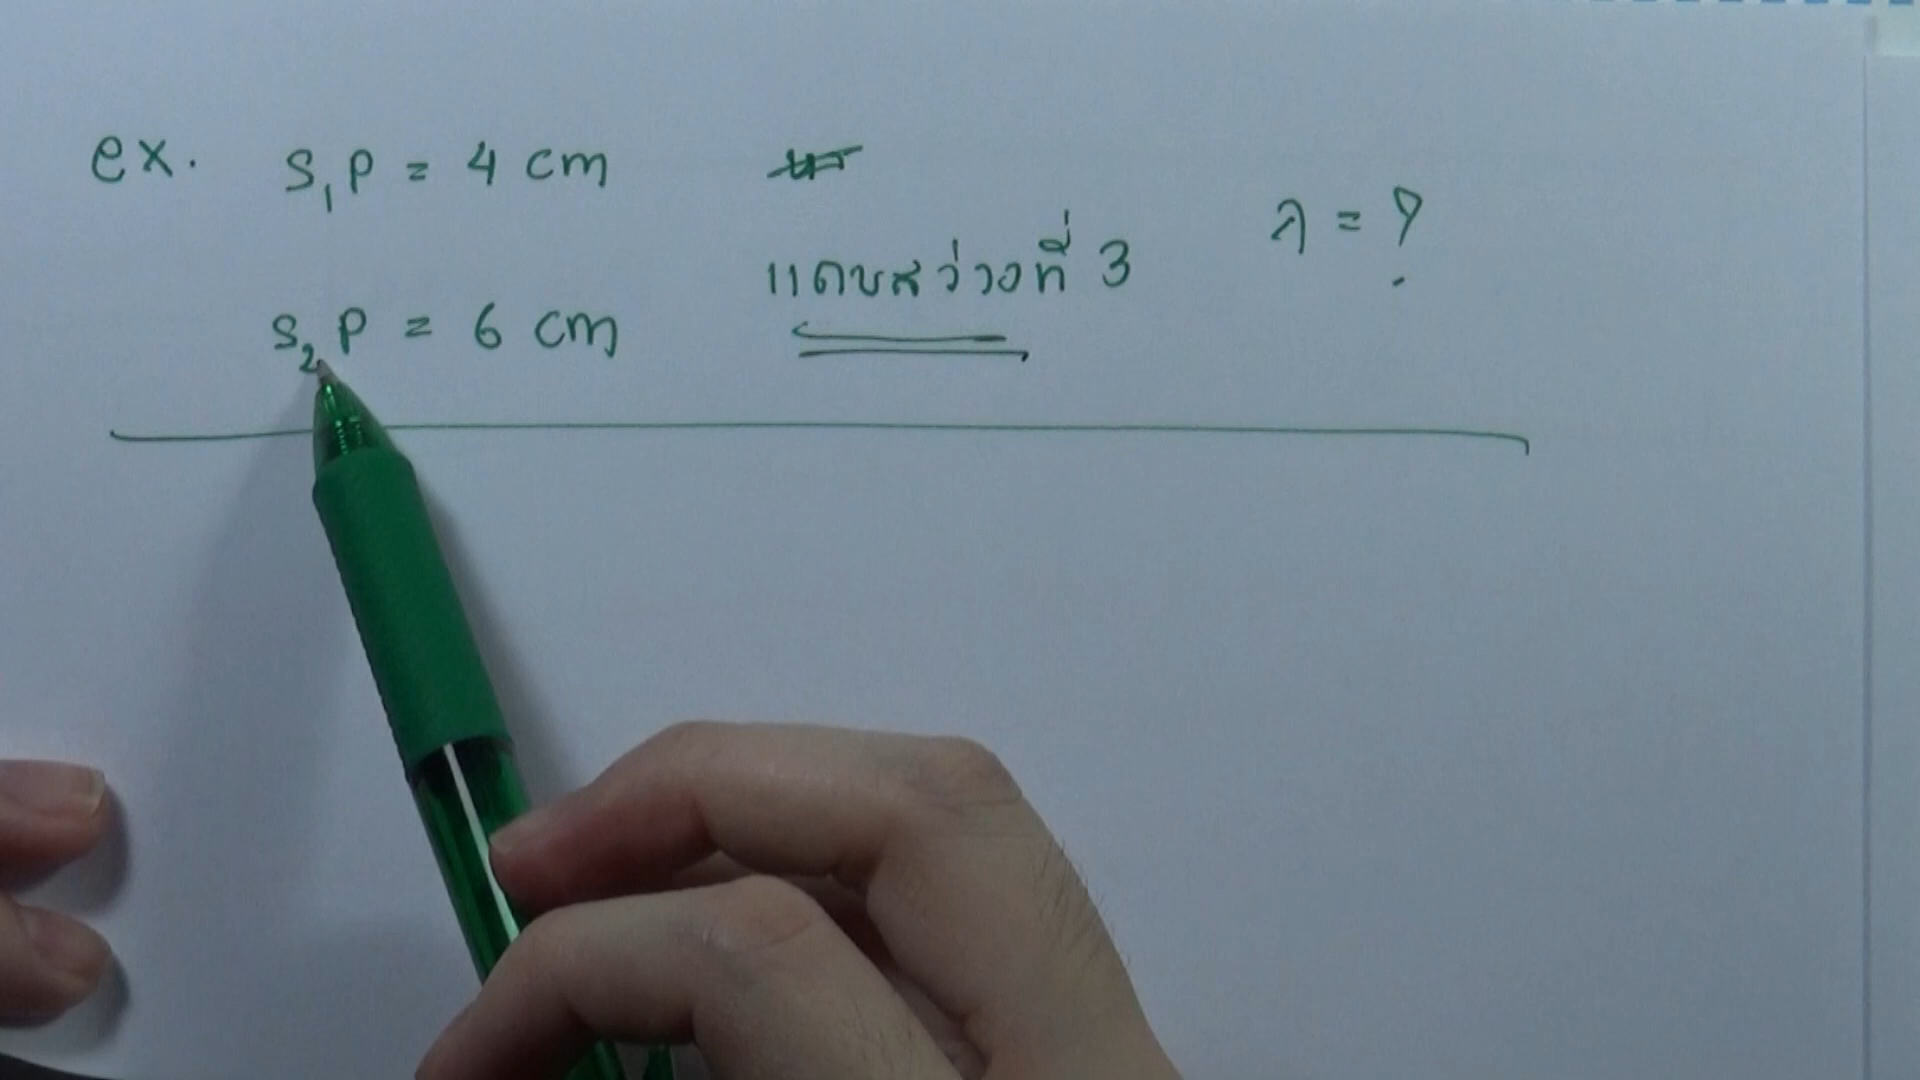 ex. S₁P = 4 cm
λ = ?
แถบสว่างที่ 3
S₂P = 6 cm